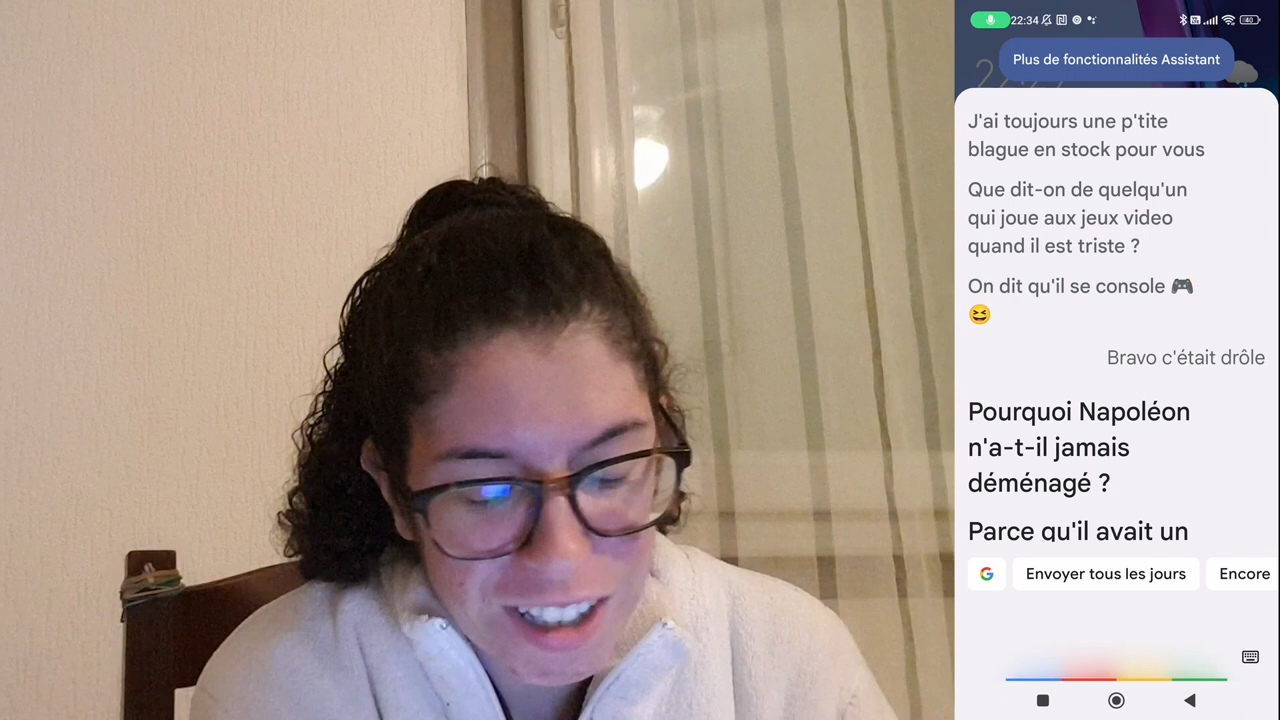 22:34
40
Plus de fonctionnalités Assistant
J'ai toujours une p'tite
blague en stock pour vous
Que dit-on de quelqu'un
qui joue aux jeux video
quand il est triste ?
On dit qu'il se console 🎮
😆
Bravo c'était drôle
Pourquoi Napoléon
n'a-t-il jamais
déménagé ?
Parce qu'il avait un
Envoyer tous les jours
Encore